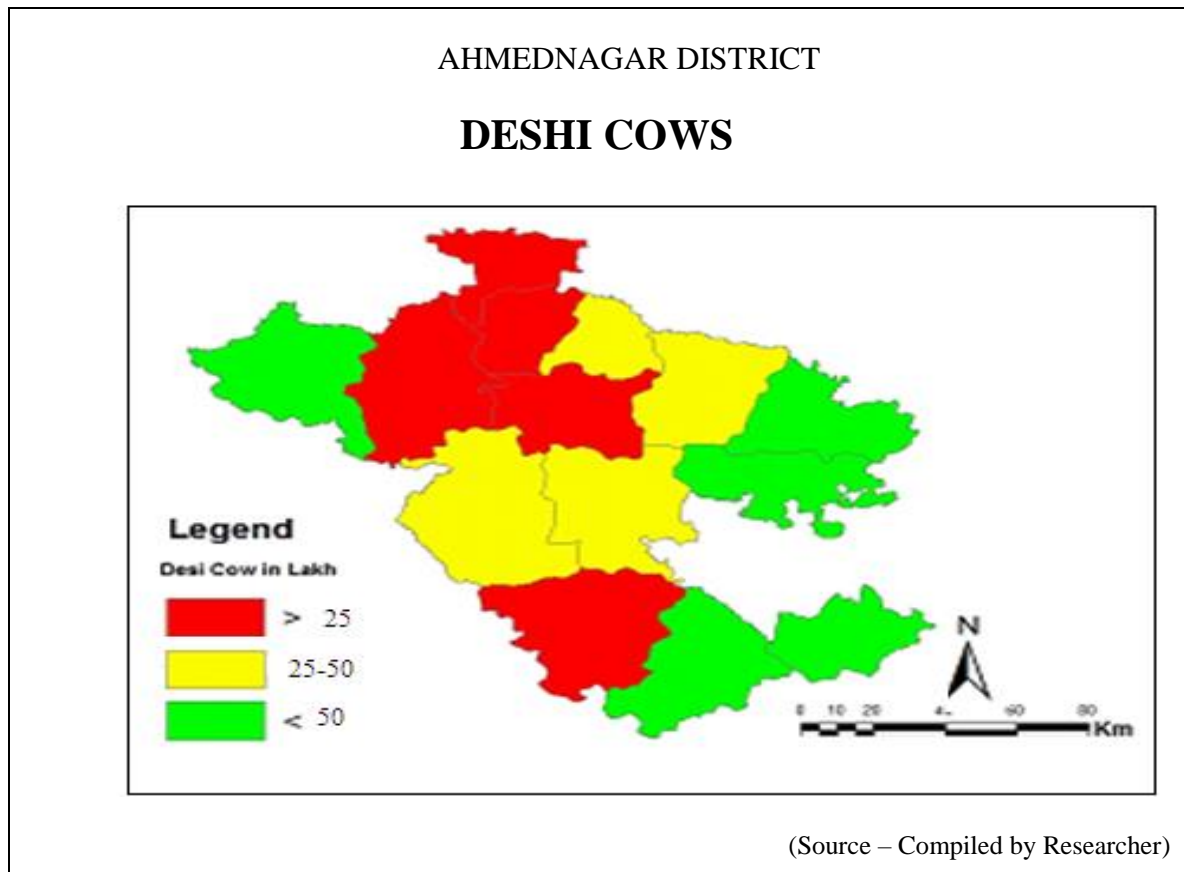 AHMEDNAGAR DISTRICT
DESHI COWS
Legend
Desi Cow in Lakh
> 25
25-50
< 50
N
0 10 20 60 80
Km
(Source – Compiled by Researcher)